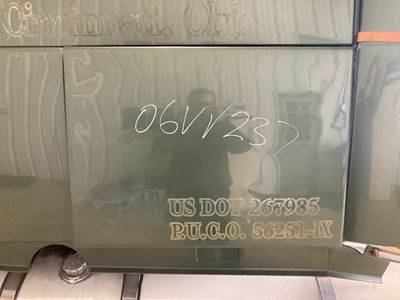 Cincinnati, Ohio
06VV237
US DOT 267985
P.U.C.O. 56251-IX